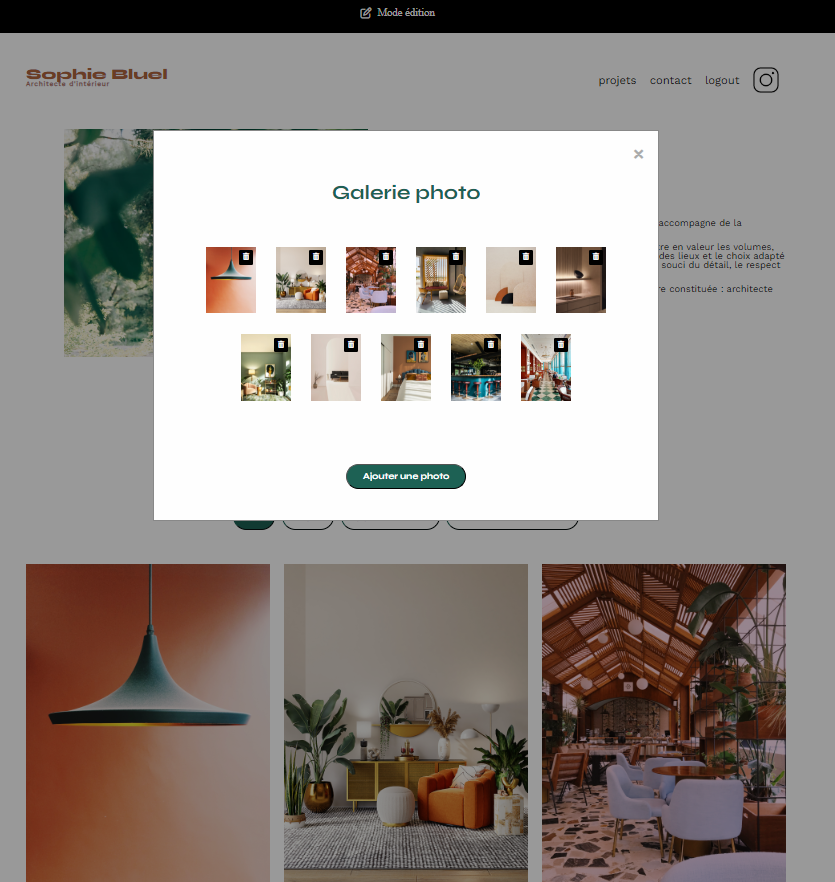 Mode édition
Sophie Bluel
Architecte d'intérieur
projets contact logout
×
Galerie photo
accompagne de la
tre en valeur les volumes,
des lieux et le choix adapté
souci du détail, le respect
re constituée : architecte
Ajouter une photo